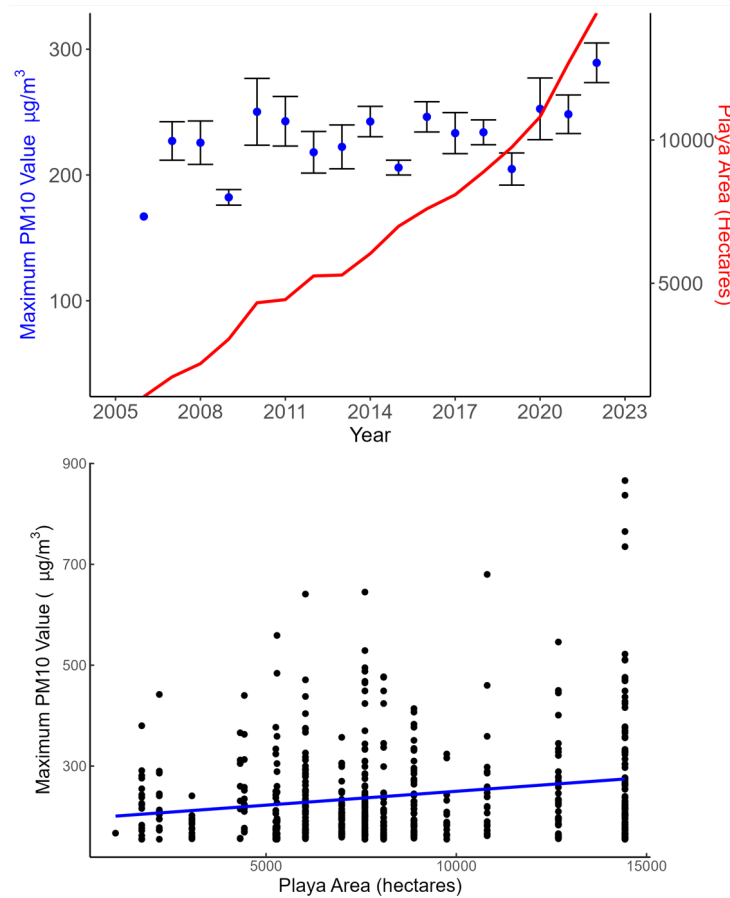 300
200
100
Maximum PM10 Value µg/m³
10000
5000
Playa Area (Hectares)
2005 2008 2011 2014 2017 2020 2023
Year
900
700
500
300
Maximum PM10 Value ( µg/m³)
5000 10000 15000
Playa Area (hectares)